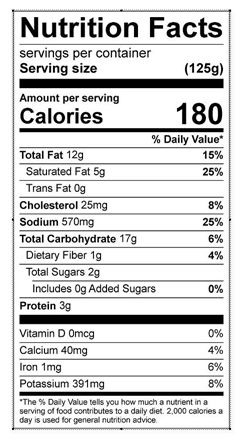 Nutrition Facts
servings per container
Serving size (125g)
Amount per serving
Calories 180
% Daily Value*
Total Fat 12g 15%
Saturated Fat 5g 25%
Trans Fat 0g
Cholesterol 25mg 8%
Sodium 570mg 25%
Total Carbohydrate 17g 6%
Dietary Fiber 1g 4%
Total Sugars 2g
Includes 0g Added Sugars 0%
Protein 3g
Vitamin D 0mcg 0%
Calcium 40mg 4%
Iron 1mg 6%
Potassium 391mg 8%
*The % Daily Value tells you how much a nutrient in a
serving of food contributes to a daily diet. 2,000 calories a
day is used for general nutrition advice.